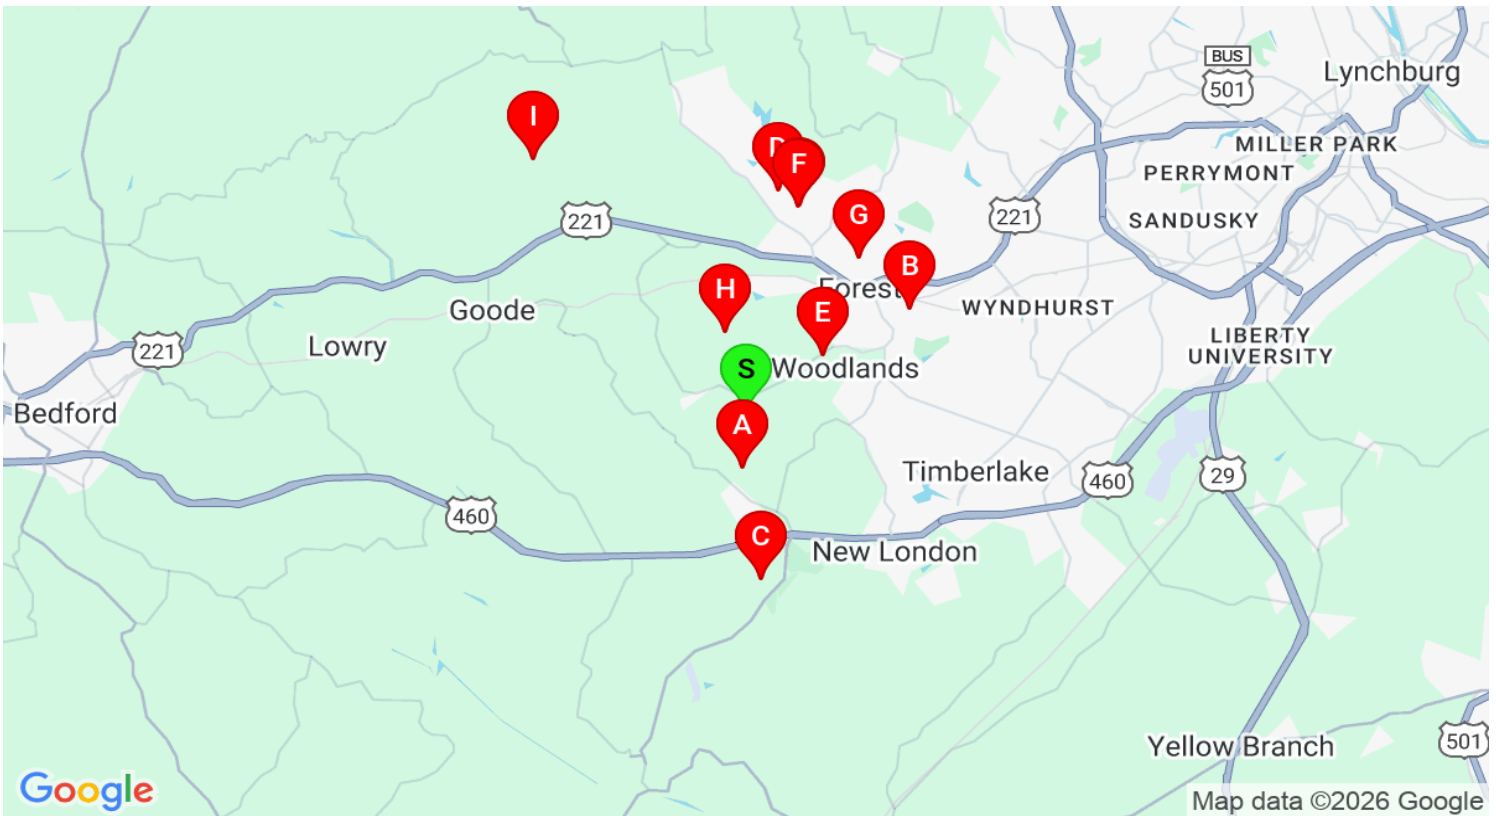 BUS
501
Lynchburg
I
D
F
MILLER PARK
PERRYMONT
221
G
221
SANDUSKY
B
H
Forest
E
WYNDHURST
Goode
LIBERTY
UNIVERSITY
221
Lowry
S
Woodlands
Bedford
A
Timberlake
460
29
460
C
New London
Yellow Branch
501
Google
Map data ©2026 Google